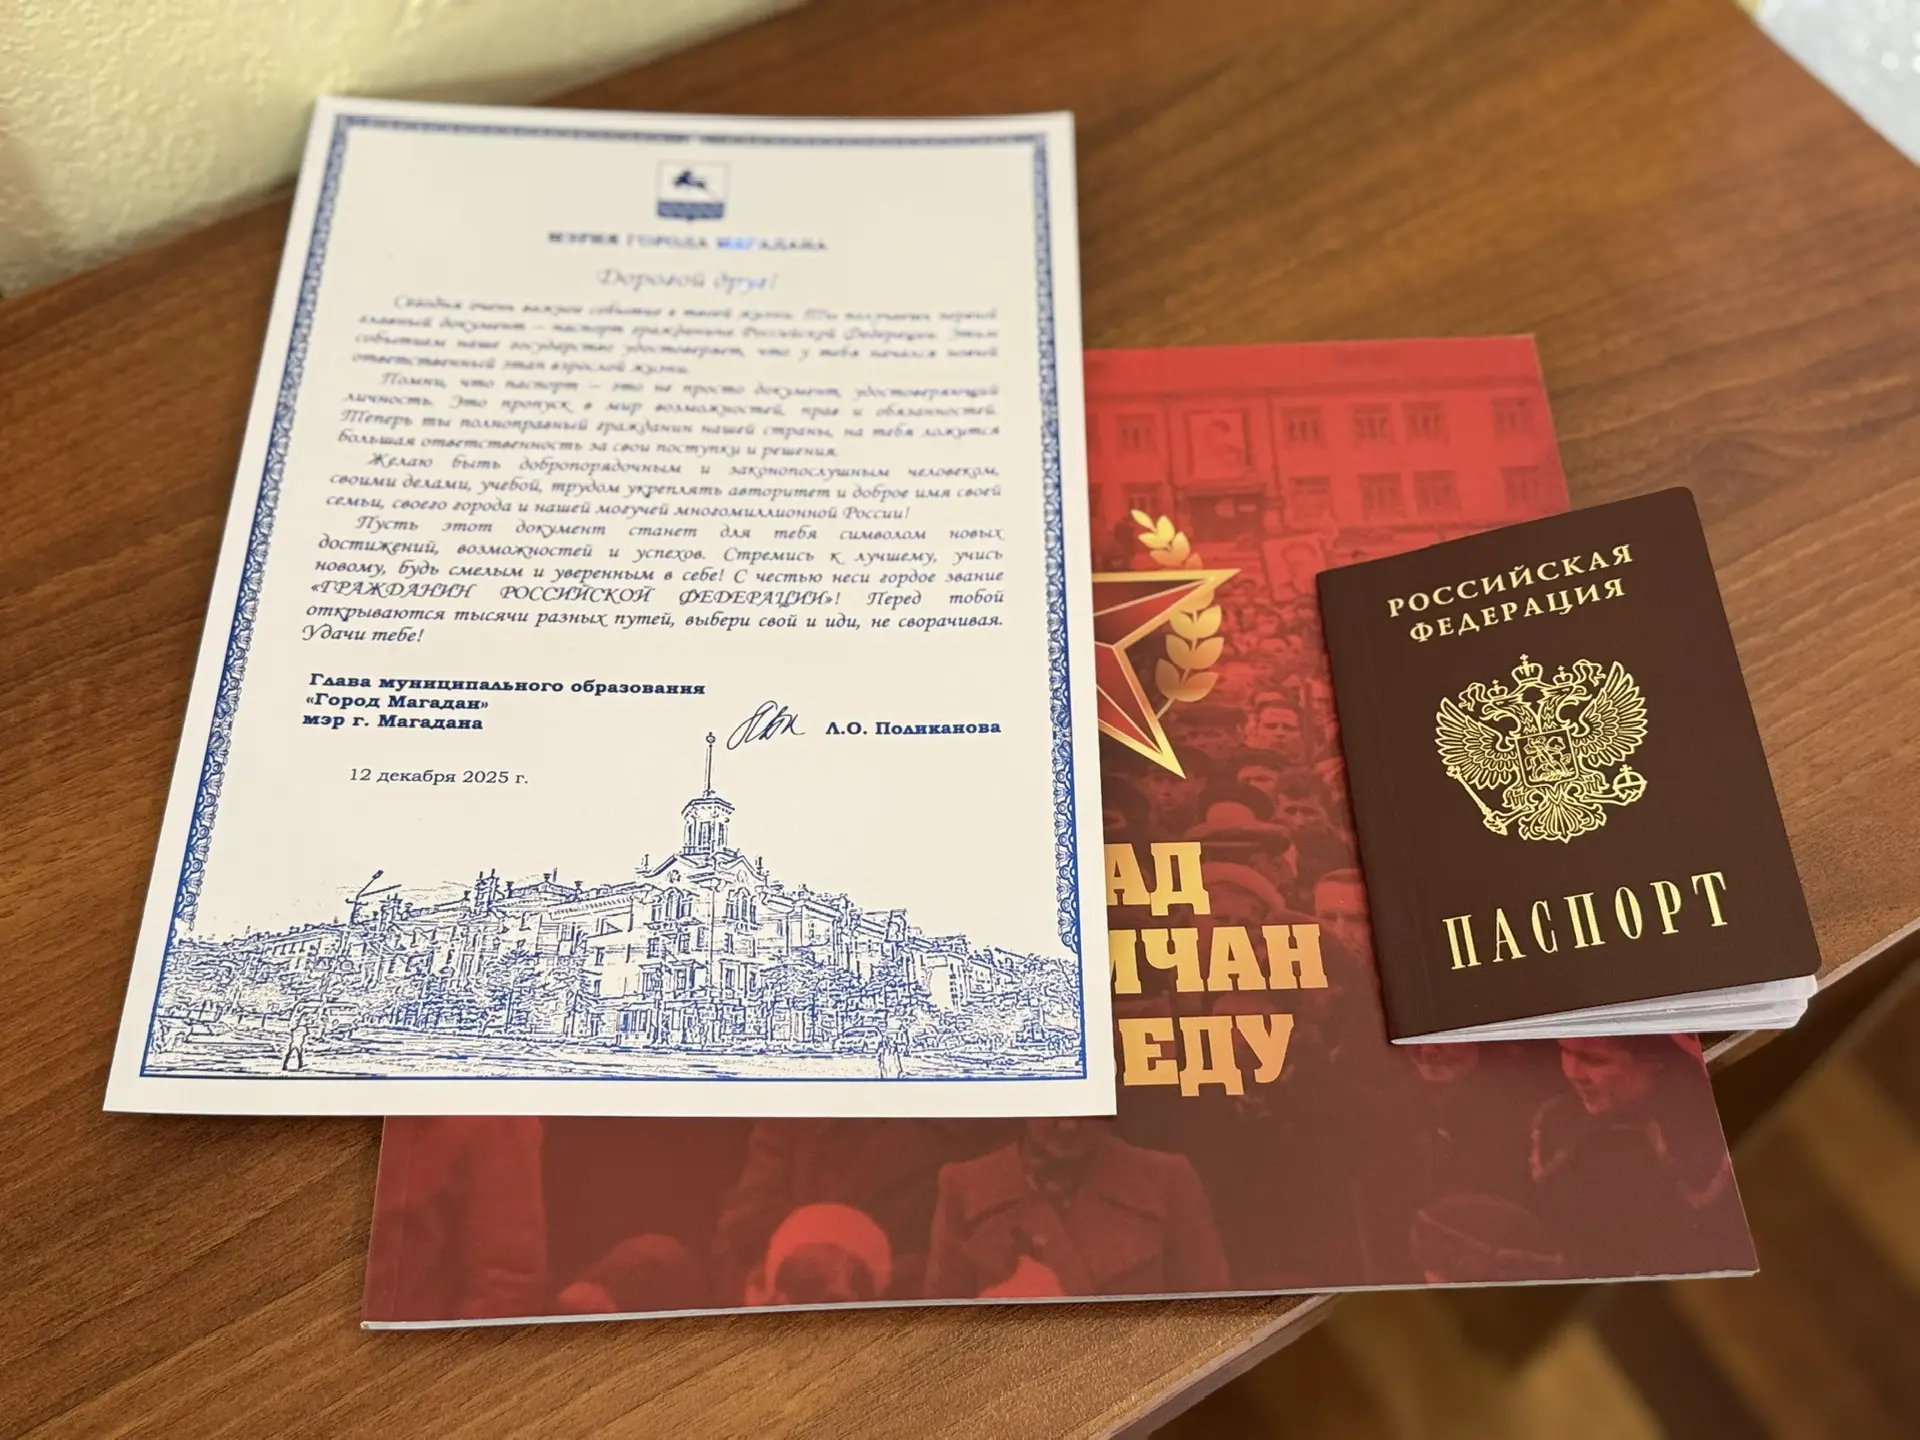 МЭРИЯ ГОРОДА МАГАДАНА
Дорогой друг!
Сегодня очень важное событие в твоей жизни. Ты получаешь первый
главный документ – паспорт гражданина Российской Федерации. Этим
событием наше государство удостоверяет, что у тебя начался новый
ответственный этап взрослой жизни.
Помни, что паспорт – это не просто документ, удостоверяющий
личность. Это пропуск в мир возможностей, прав и обязанностей.
Теперь ты полноправный гражданин нашей страны, на тебя ложится
большая ответственность за свои поступки и решения.
Желаю быть добропорядочным и законопослушным человеком,
своими делами, учебой, трудом укреплять авторитет и доброе имя своей
семьи, своего города и нашей могучей многомиллионной России!
Пусть этот документ станет для тебя символом новых
достижений, возможностей и успехов. Стремись к лучшему, учись
новому, будь смелым и уверенным в себе! С честью неси гордое звание
«ГРАЖДАНИН РОССИЙСКОЙ ФЕДЕРАЦИИ»! Перед тобой
открываются тысячи разных путей, выбери свой и иди, не сворачивая.
Удачи тебе!
Глава муниципального образования
«Город Магадан»
мэр г. Магадана
Л.О. Поликанова
12 декабря 2025 г.
АД
ЧАН
ЕДУ
РОССИЙСКАЯ
ФЕДЕРАЦИЯ
ПАСПОРТ